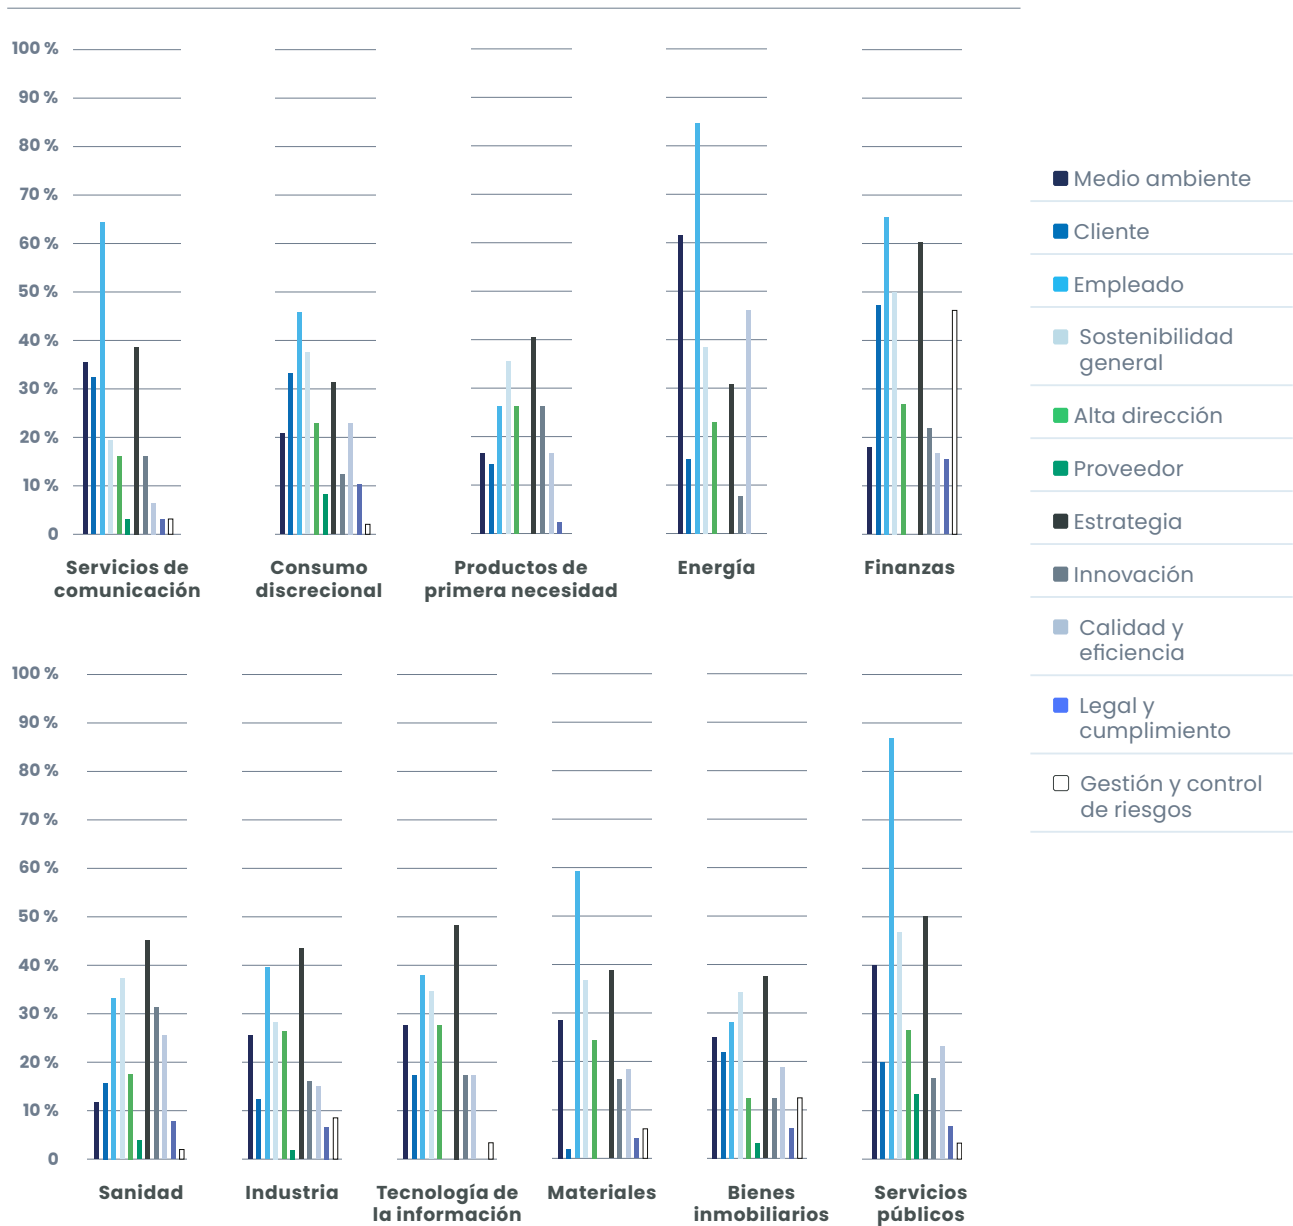 100 %
90 %
80 %
70 %
60 %
50 %
40 %
30 %
20 %
10 %
0
Servicios de
comunicación
Consumo
discrecional
Productos de
primera necesidad
Energía
Finanzas
100 %
90 %
80 %
70 %
60 %
50 %
40 %
30 %
20 %
10 %
0
Sanidad
Industria
Tecnología de
la información
Materiales
Bienes
inmobiliarios
Servicios
públicos
Medio ambiente
Cliente
Empleado
Sostenibilidad
general
Alta dirección
Proveedor
Estrategia
Innovación
Calidad y
eficiencia
Legal y
cumplimiento
Gestión y control
de riesgos